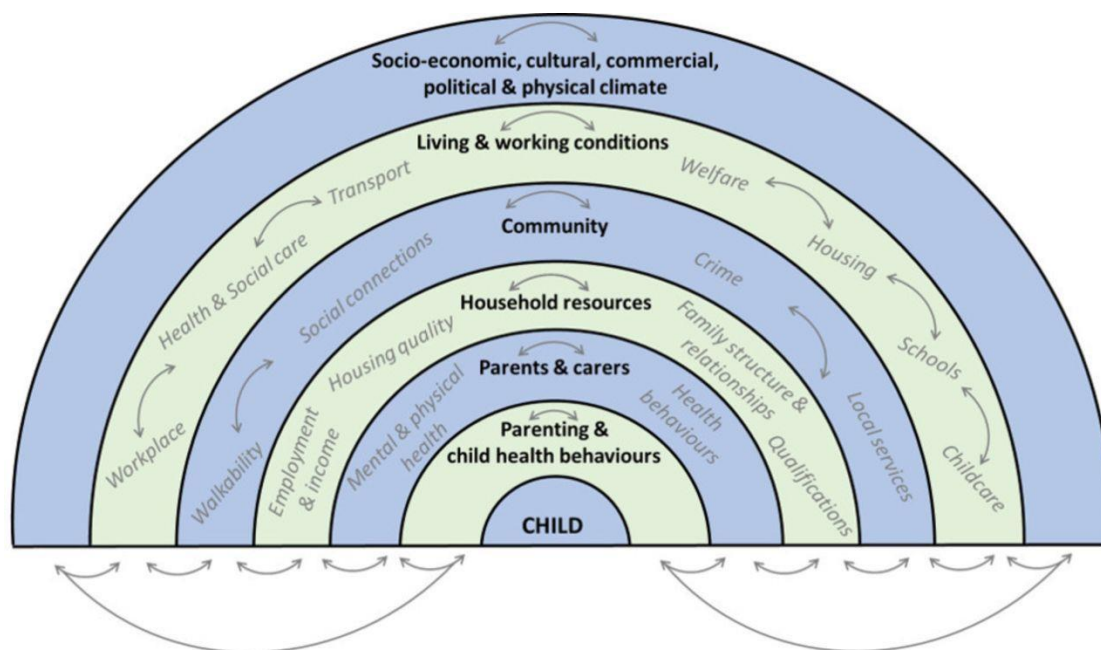 Socio-economic, cultural, commercial,
political & physical climate
Living & working conditions
Transport
Health & Social care
Workplace
Welfare
Housing
Schools
Childcare
Community
Social connections
Walkability
Crime
Local services
Household resources
Housing quality
Employment
& income
Family structure &
relationships
Qualifications
Parents & carers
Mental & physical
health
Health
behaviours
Parenting &
child health behaviours
CHILD